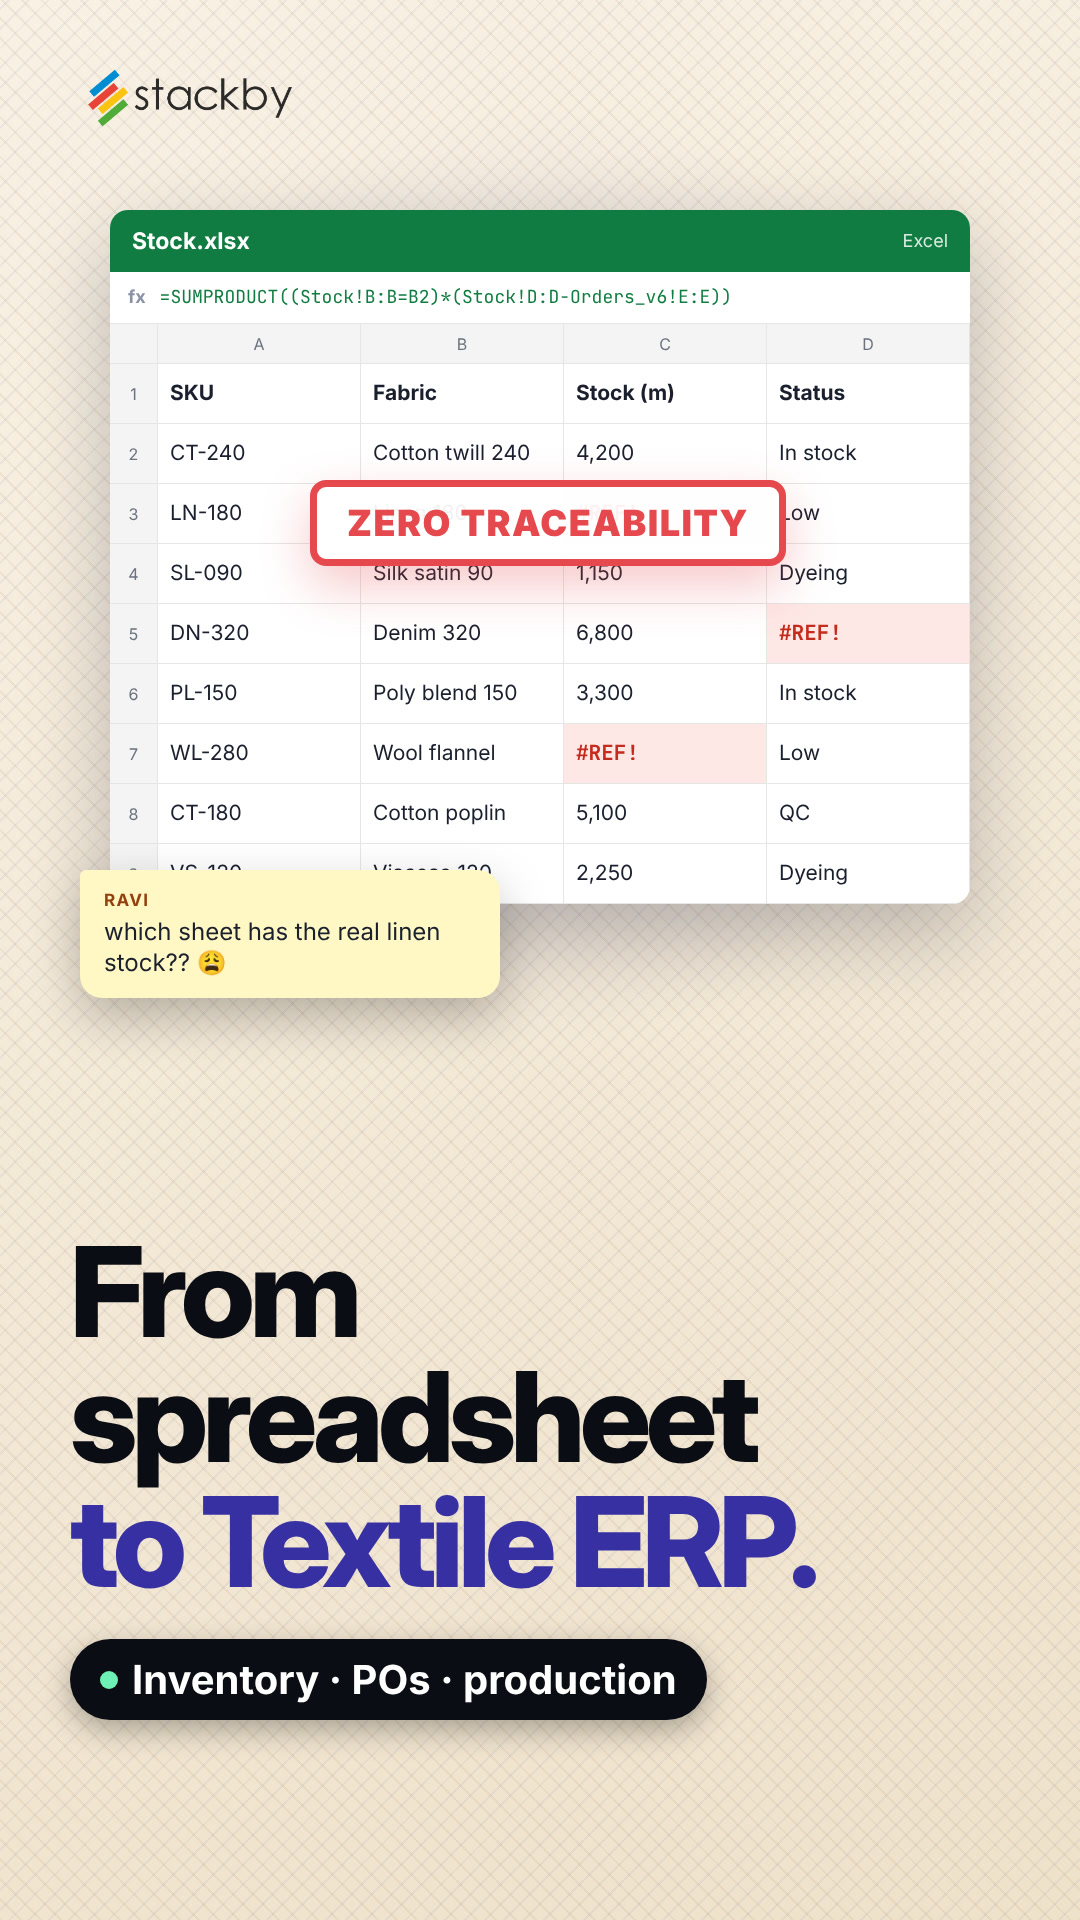 stackby
Stock.xlsx Excel
fx =SUMPRODUCT((Stock!B:B=B2)*(Stock!D:D-Orders_v6!E:E))
A B C D
1 SKU Fabric Stock (m) Status
2 CT-240 Cotton twill 240 4,200 In stock
3 LN-180 Low
ZERO TRACEABILITY
4 SL-090 Silk satin 90 1,150 Dyeing
5 DN-320 Denim 320 6,800 #REF!
6 PL-150 Poly blend 150 3,300 In stock
7 WL-280 Wool flannel #REF! Low
8 CT-180 Cotton poplin 5,100 QC
2,250 Dyeing
RAVI
which sheet has the real linen
stock?? 😩
From
spreadsheet
to Textile ERP.
Inventory · POs · production